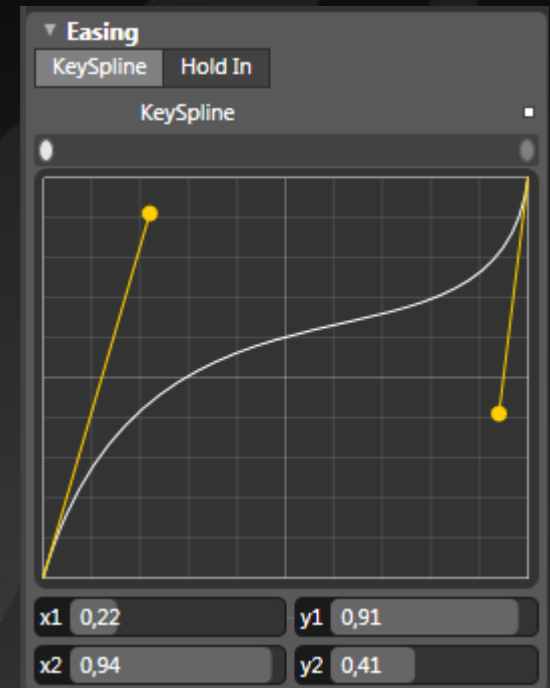 Easing
KeySpline Hold In
KeySpline
x1 0,22 y1 0,91
x2 0,94 y2 0,41